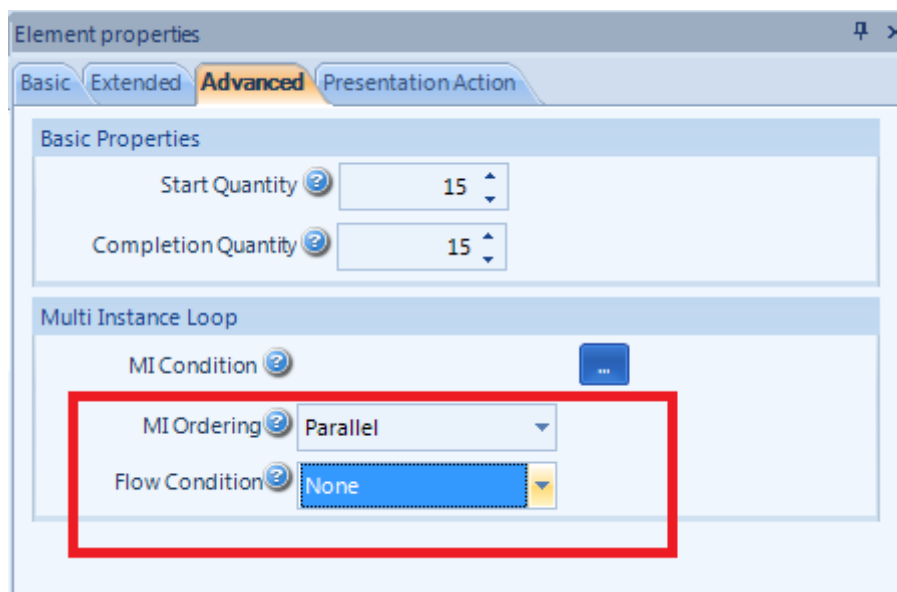 Element properties
Basic Extended Advanced Presentation Action
Basic Properties
Start Quantity 15
Completion Quantity 15
Multi Instance Loop
MI Condition ...
MI Ordering Parallel
Flow Condition None